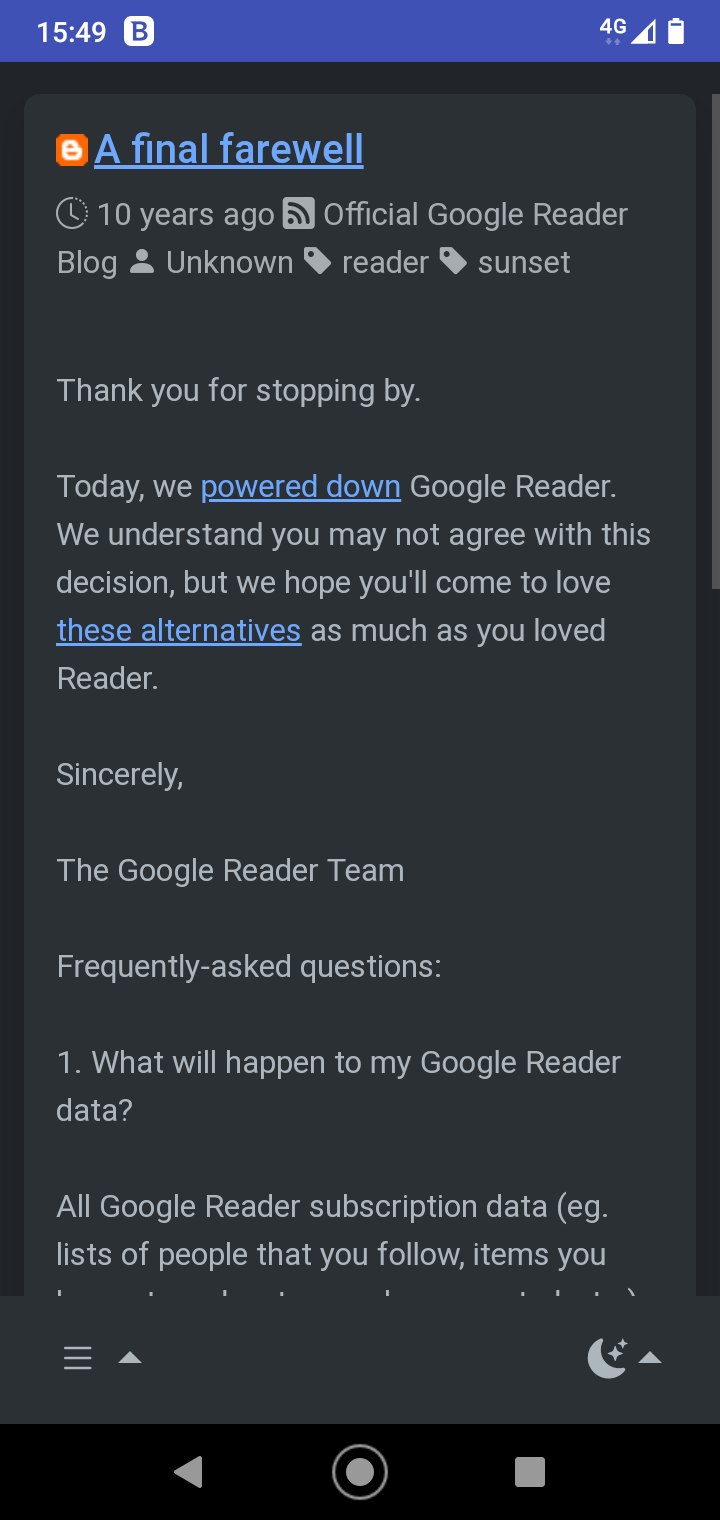 15:49 B 4G
A final farewell
10 years ago Official Google Reader
Blog Unknown reader sunset
Thank you for stopping by.
Today, we powered down Google Reader.
We understand you may not agree with this
decision, but we hope you'll come to love
these alternatives as much as you loved
Reader.
Sincerely,
The Google Reader Team
Frequently-asked questions:
1. What will happen to my Google Reader
data?
All Google Reader subscription data (eg.
lists of people that you follow, items you